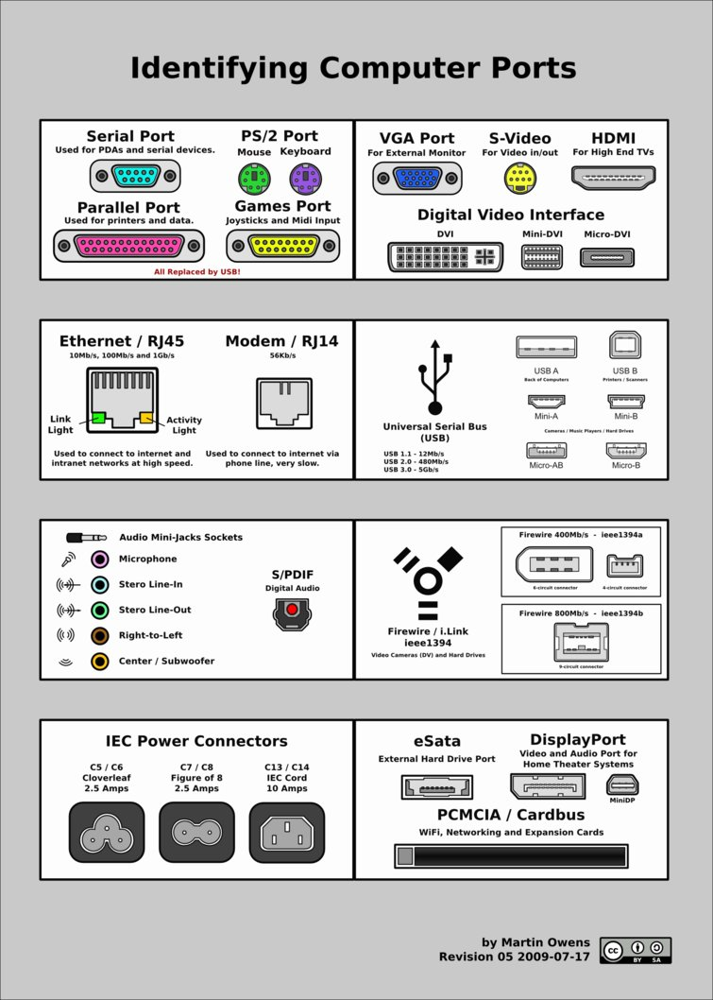 Identifying Computer Ports
Serial Port
Used for PDAs and serial devices.
PS/2 Port
Mouse Keyboard
Parallel Port
Used for printers and data.
Games Port
Joysticks and Midi Input
All Replaced by USB!
VGA Port
For External Monitor
S-Video
For Video in/out
HDMI
For High End TVs
Digital Video Interface
DVI
Mini-DVI
Micro-DVI
Ethernet / RJ45
10Mb/s, 100Mb/s and 1Gb/s
Link
Light
Activity
Light
Used to connect to internet and
intranet networks at high speed.
Modem / RJ14
56Kb/s
Used to connect to internet via
phone line, very slow.
Universal Serial Bus
(USB)
USB 1.1 - 12Mb/s
USB 2.0 - 480Mb/s
USB 3.0 - 5Gb/s
USB A
Back of Computers
USB B
Printers / Scanners
Mini-A
Mini-B
Cameras / Music Players / Hard Drives
Micro-AB
Micro-B
Audio Mini-Jacks Sockets
Microphone
Stero Line-In
Stero Line-Out
Right-to-Left
Center / Subwoofer
S/PDIF
Digital Audio
Firewire / i.Link
ieee1394
Video Cameras (DV) and Hard Drives
Firewire 400Mb/s - ieee1394a
6-circuit connector
4-circuit connector
Firewire 800Mb/s - ieee1394b
9-circuit connector
IEC Power Connectors
C5 / C6
Cloverleaf
2.5 Amps
C7 / C8
Figure of 8
2.5 Amps
C13 / C14
IEC Cord
10 Amps
eSata
External Hard Drive Port
DisplayPort
Video and Audio Port for
Home Theater Systems
MiniDP
PCMCIA / Cardbus
WiFi, Networking and Expansion Cards
by Martin Owens
Revision 05 2009-07-17
cc
BY SA